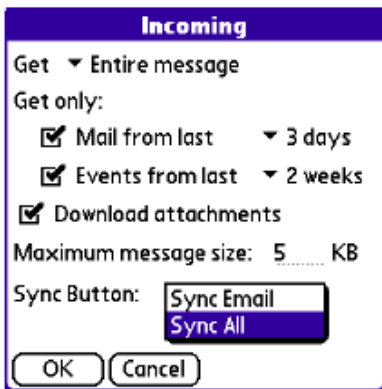 Incoming
Get Entire message
Get only:
Mail from last 3 days
Events from last 2 weeks
Download attachments
Maximum message size: 5 KB
Sync Button: Sync Email
Sync All
OK Cancel